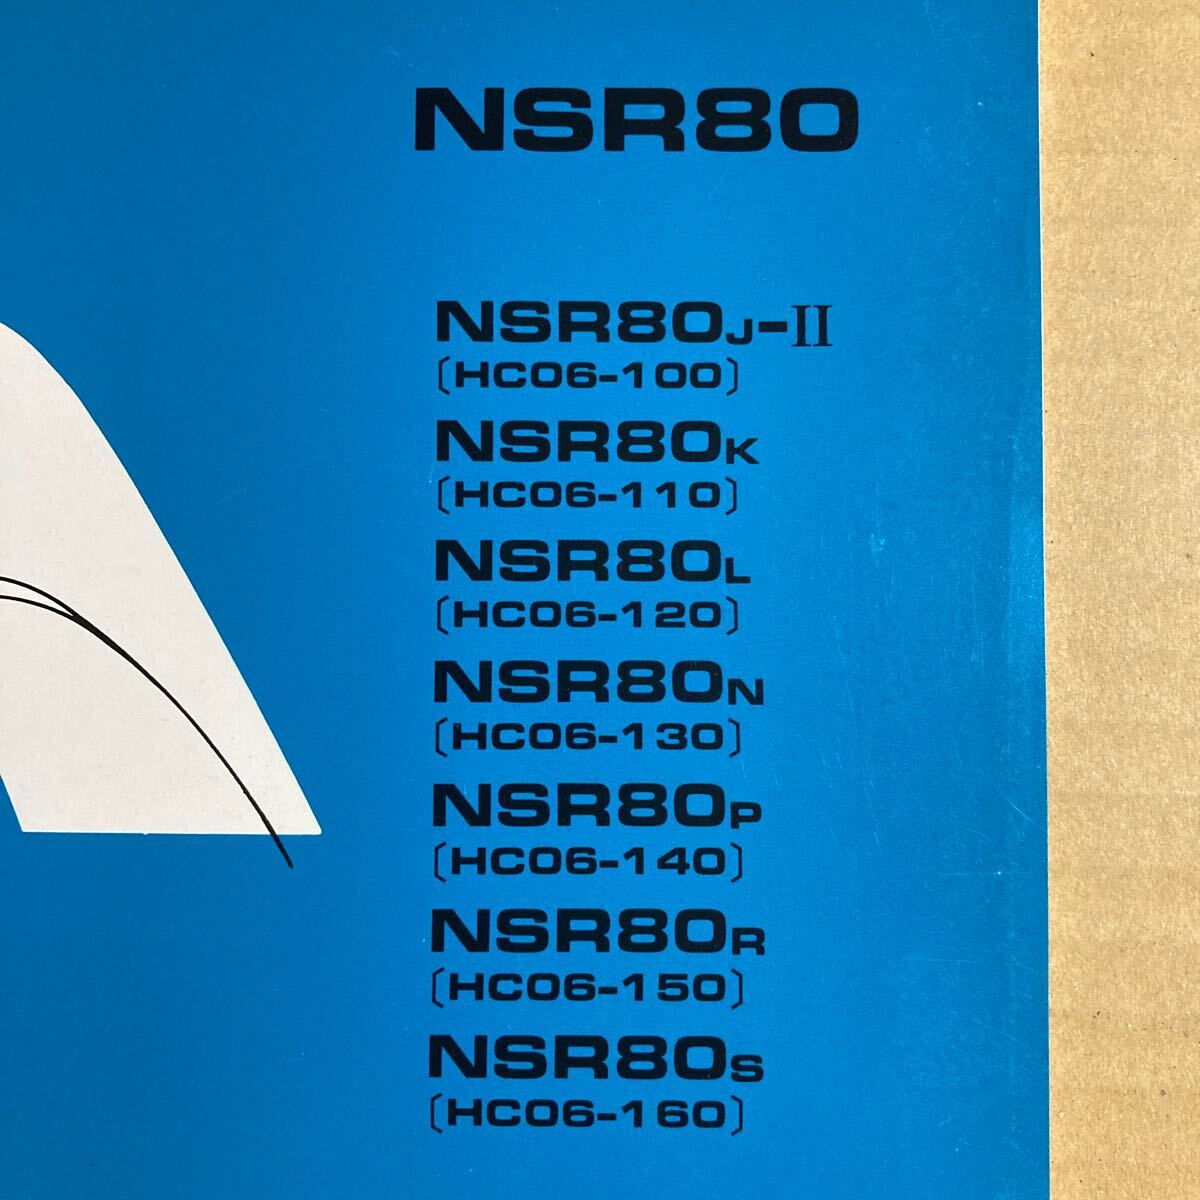 NSR80
NSR80J-II
〔HC06-100〕
NSR80K
〔HC06-110〕
NSR80L
〔HC06-120〕
NSR80N
〔HC06-130〕
NSR80P
〔HC06-140〕
NSR80R
〔HC06-150〕
NSR80S
〔HC06-160〕